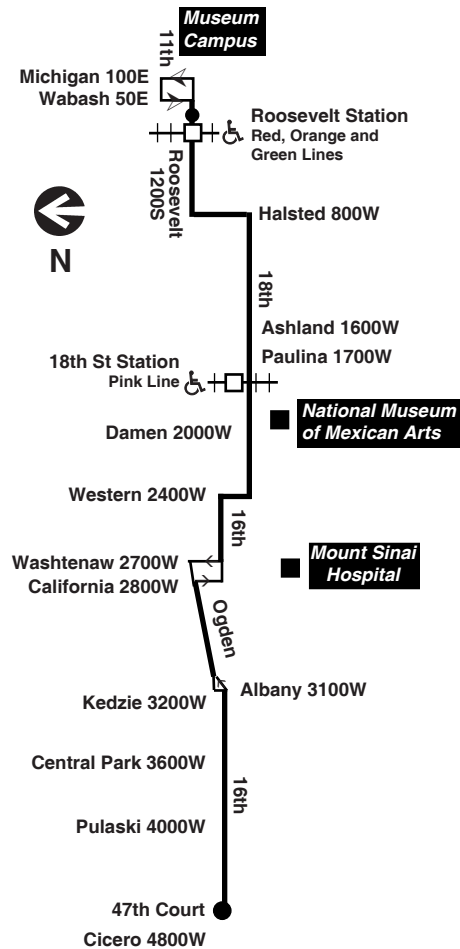 Museum
Campus
11th
Michigan 100E
Wabash 50E
Roosevelt Station
Red, Orange and
Green Lines
Roosevelt
1200S
N
Halsted 800W
18th
Ashland 1600W
Paulina 1700W
18th St Station
Pink Line
National Museum
of Mexican Arts
Damen 2000W
Western 2400W
16th
Washtenaw 2700W
California 2800W
Mount Sinai
Hospital
Ogden
Albany 3100W
Kedzie 3200W
Central Park 3600W
16th
Pulaski 4000W
47th Court
Cicero 4800W